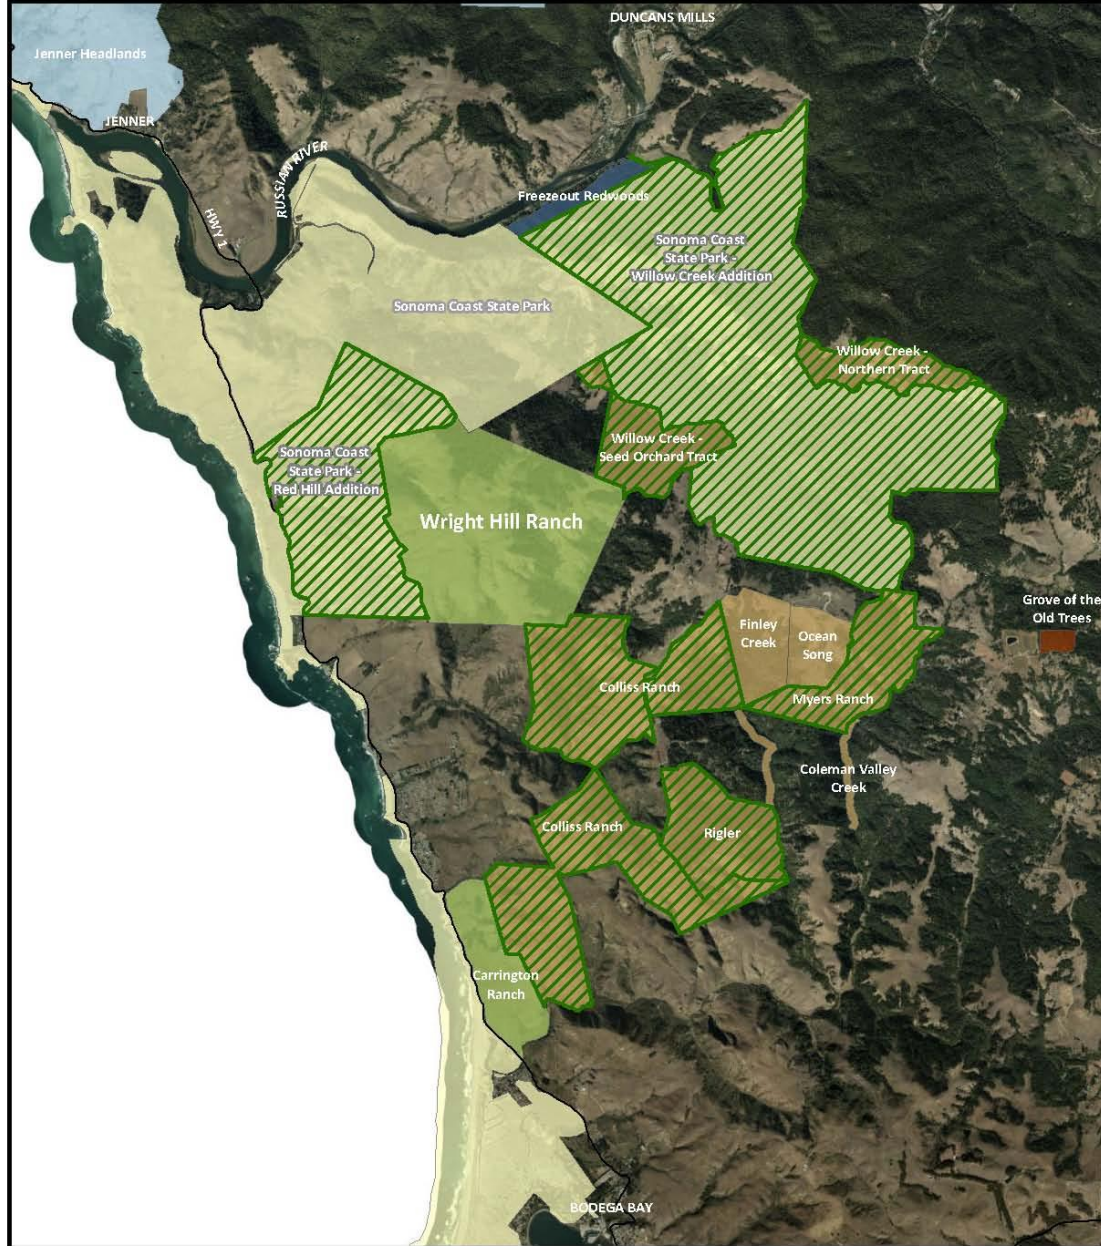 DUNCANS MILLS
Jenner Headlands
JENNER
RUSSIAN RIVER
HWY 1
Freezeout Redwoods
Sonoma Coast
State Park -
Willow Creek Addition
Sonoma Coast State Park
Willow Creek -
Northern Tract
Willow Creek -
Seed Orchard Tract
Sonoma Coast
State Park -
Red Hill Addition
Wright Hill Ranch
Grove of the
Old Trees
Finley
Creek
Ocean
Song
Colliss Ranch
Myers Ranch
Coleman Valley
Creek
Colliss Ranch
Rigler
Carrington
Ranch
BODEGA BAY